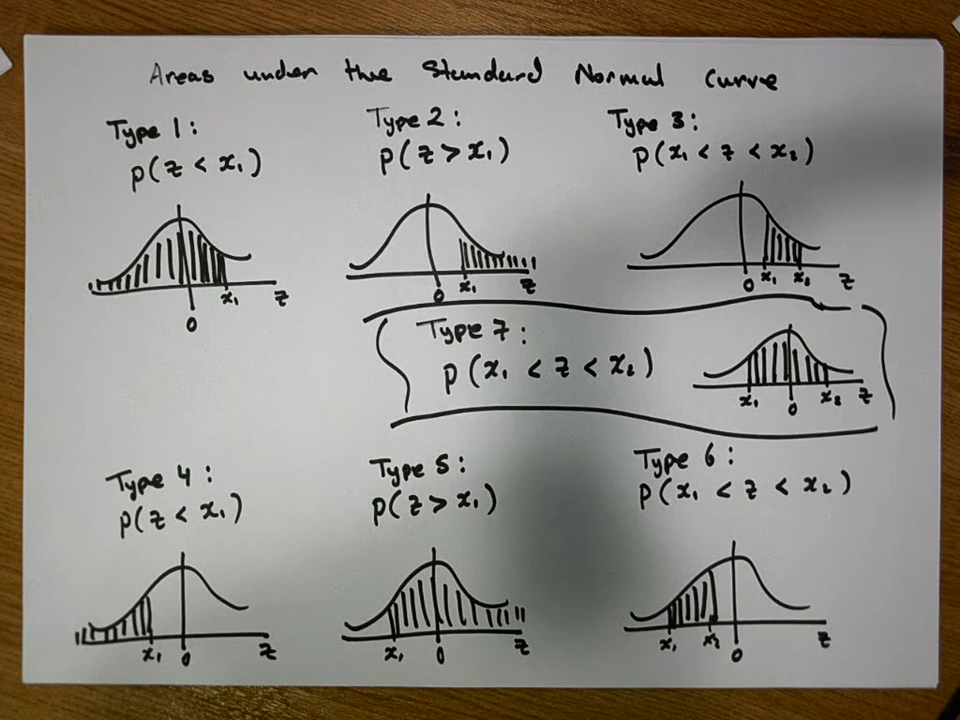 Areas under the Standard Normal Curve
Type 1:
P(z < x₁)
0 x₁ z
Type 2:
P(z > x₁)
0 x₁ z
Type 3:
P(x₁ < z < x₂)
0 x₁ x₂ z
Type 7:
P(x₁ < z < x₂)
x₁ 0 x₂ z
Type 4:
P(z < x₁)
x₁ 0 z
Type 5:
P(z > x₁)
x₁ 0 z
Type 6:
P(x₁ < z < x₂)
x₁ x₂ 0 z